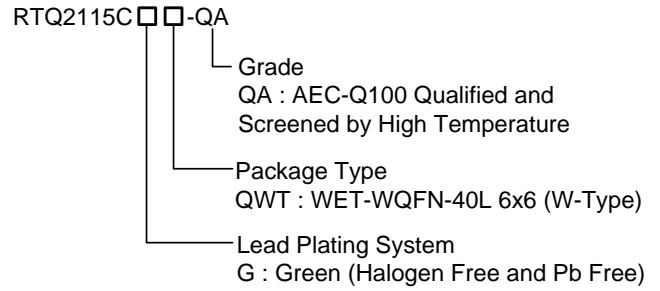 RTQ2115C□□-QA
Grade
QA : AEC-Q100 Qualified and
Screened by High Temperature
Package Type
QWT : WET-WQFN-40L 6x6 (W-Type)
Lead Plating System
G : Green (Halogen Free and Pb Free)